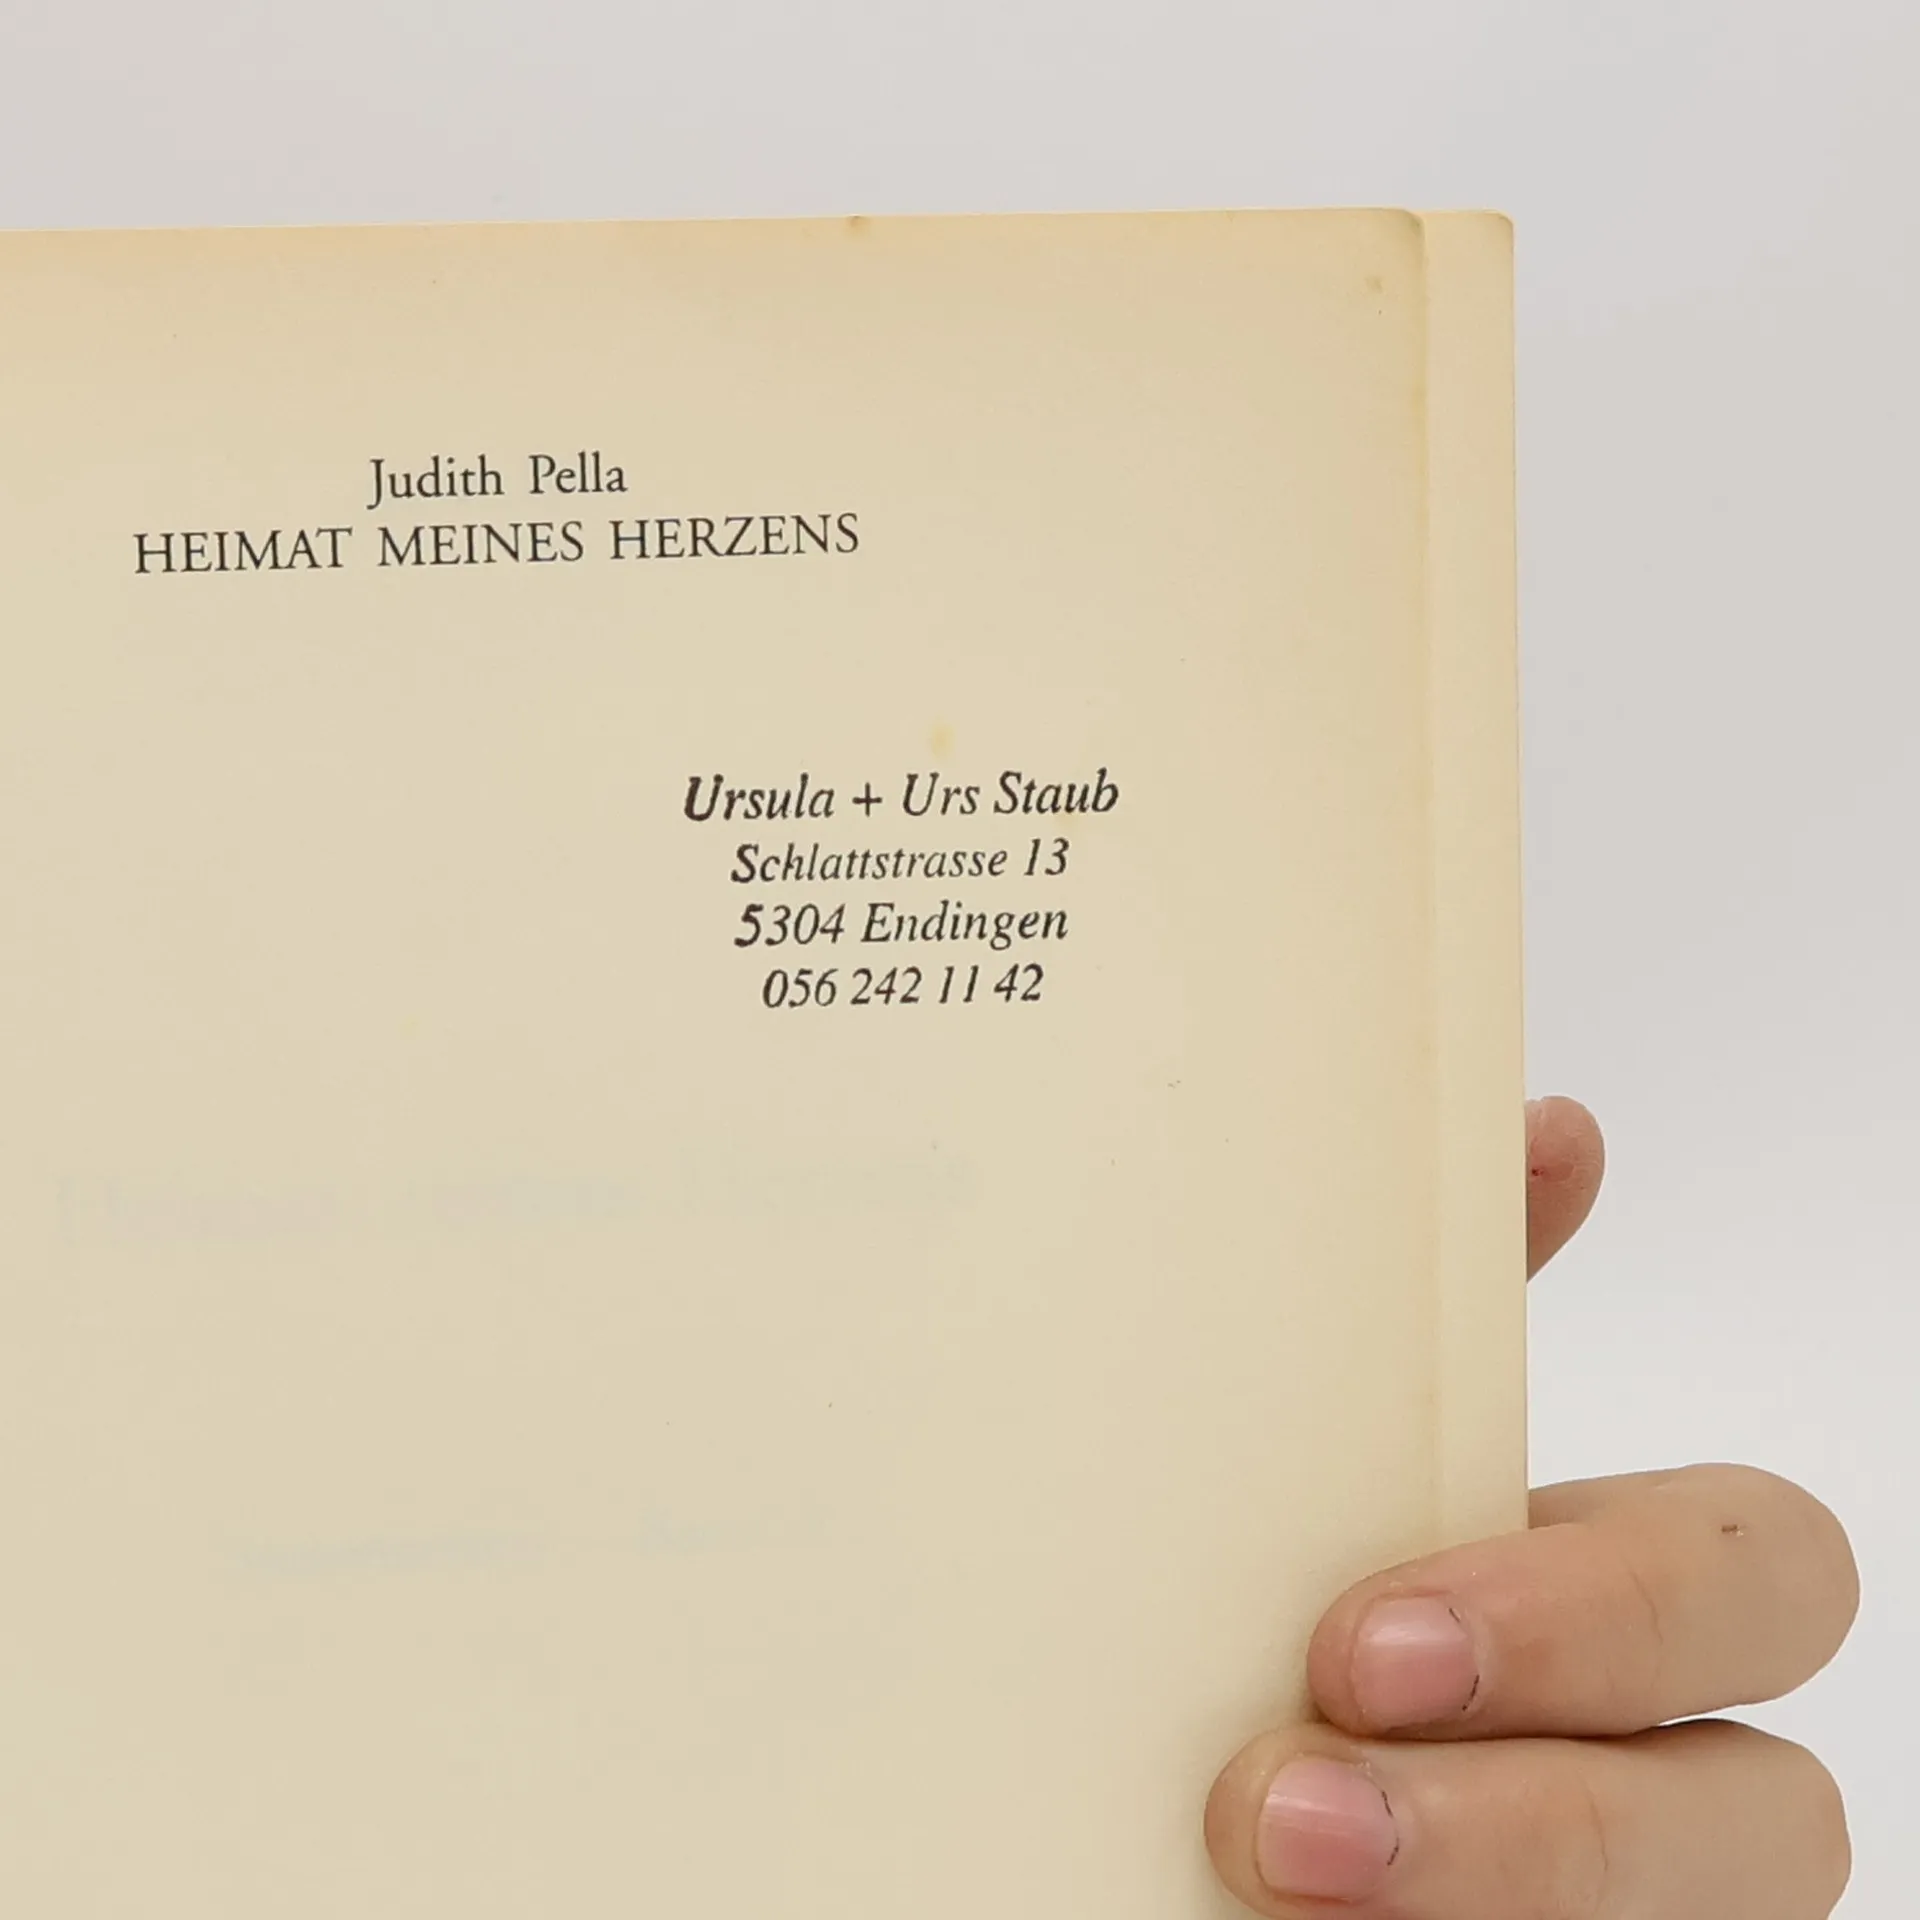 Judith Pella
HEIMAT MEINES HERZENS
Ursula + Urs Staub
Schlattstrasse 13
5304 Endingen
056 242 11 42